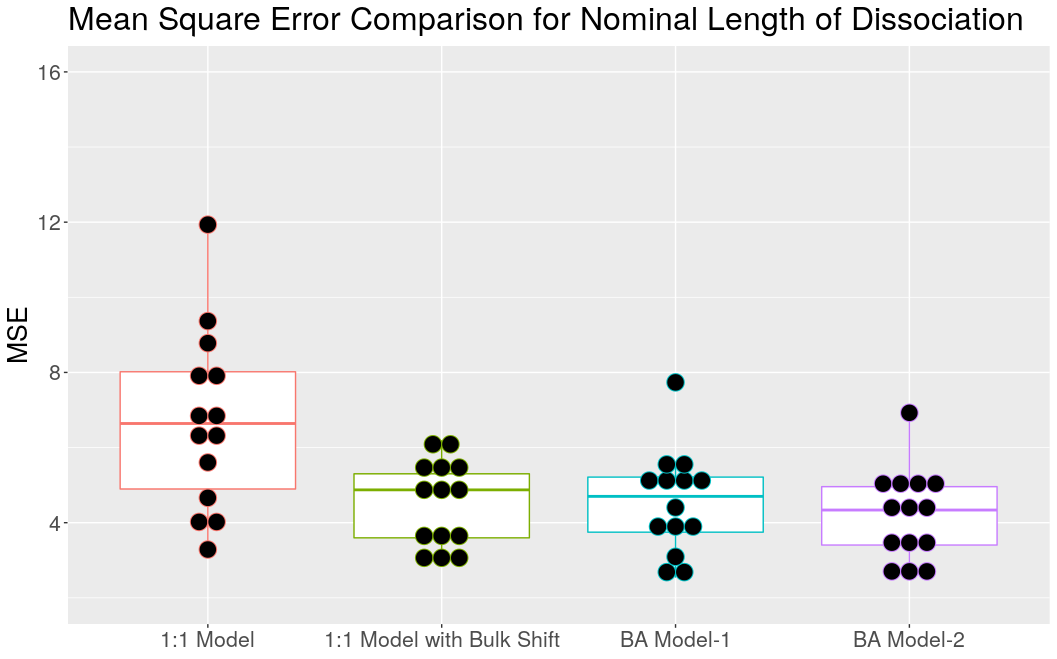 Mean Square Error Comparison for Nominal Length of Dissociation
16
12
8
4
MSE
1:1 Model
1:1 Model with Bulk Shift
BA Model-1
BA Model-2